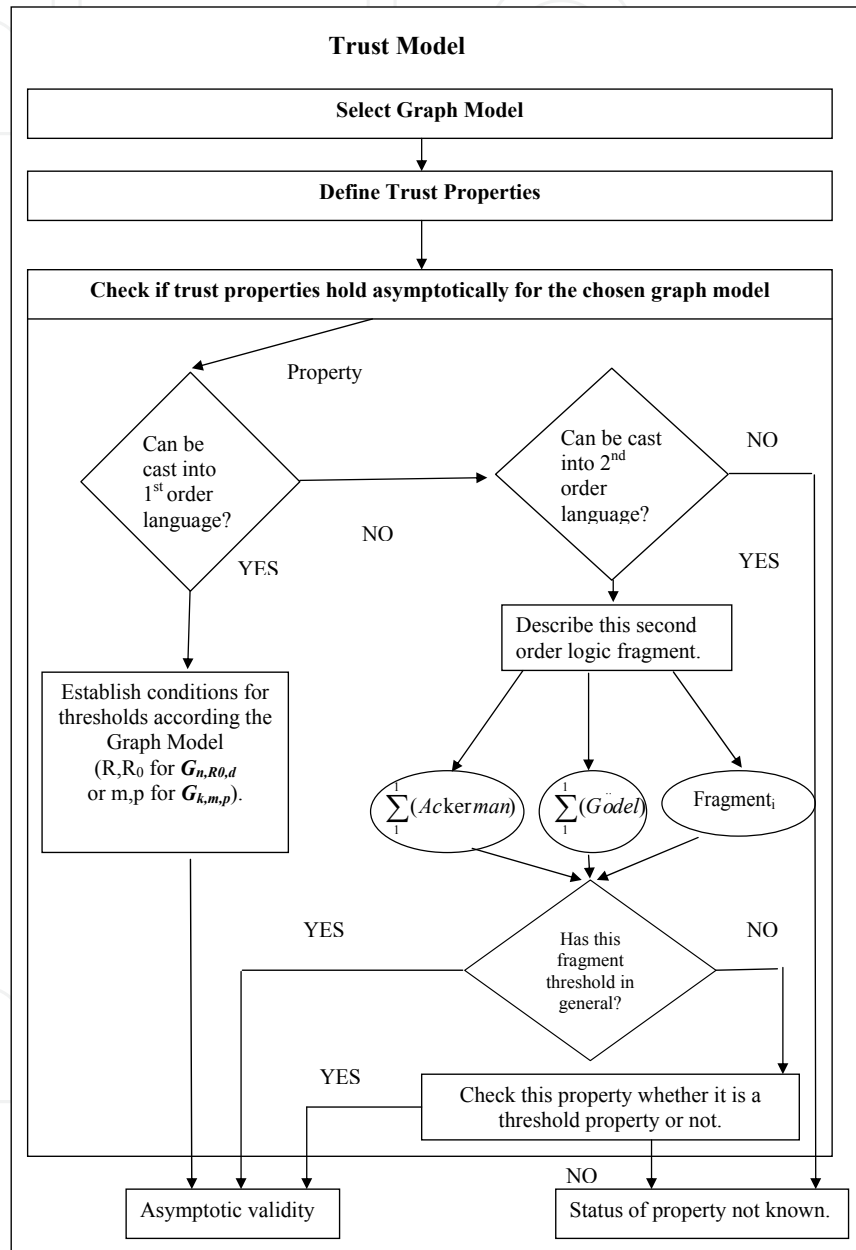 Trust Model
Select Graph Model
Define Trust Properties
Check if trust properties hold asymptotically for the chosen graph model
Property
Can be
cast into
1st order
language?
Can be cast
into 2nd
order
language?
NO
NO
YES
YES
Describe this second
order logic fragment.
Establish conditions for
thresholds according the
Graph Model
(R,R₀ for G_{n,R0,d}
or m,p for G_{k,m,p}).
∑₁¹(Ackerman)
∑₁¹(Gödel)
Fragmentᵢ
YES
Has this
fragment
threshold in
general?
NO
YES
Check this property whether it is a
threshold property or not.
NO
Asymptotic validity
Status of property not known.